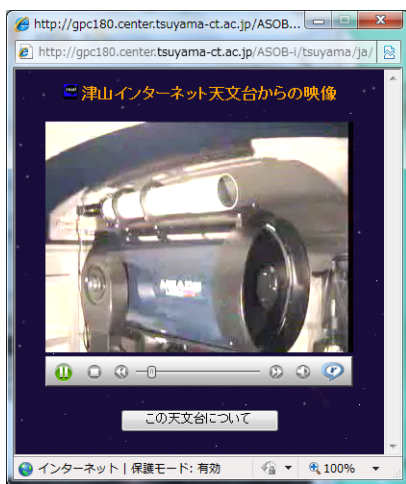 http://gpc180.center.tsuyama-ct.ac.jp/ASOB...
http://gpc180.center.tsuyama-ct.ac.jp/ASOB-i/tsuyama/ja/
津山インターネット天文台からの映像
MEADE
この天文台について
インターネット | 保護モード: 有効
100%